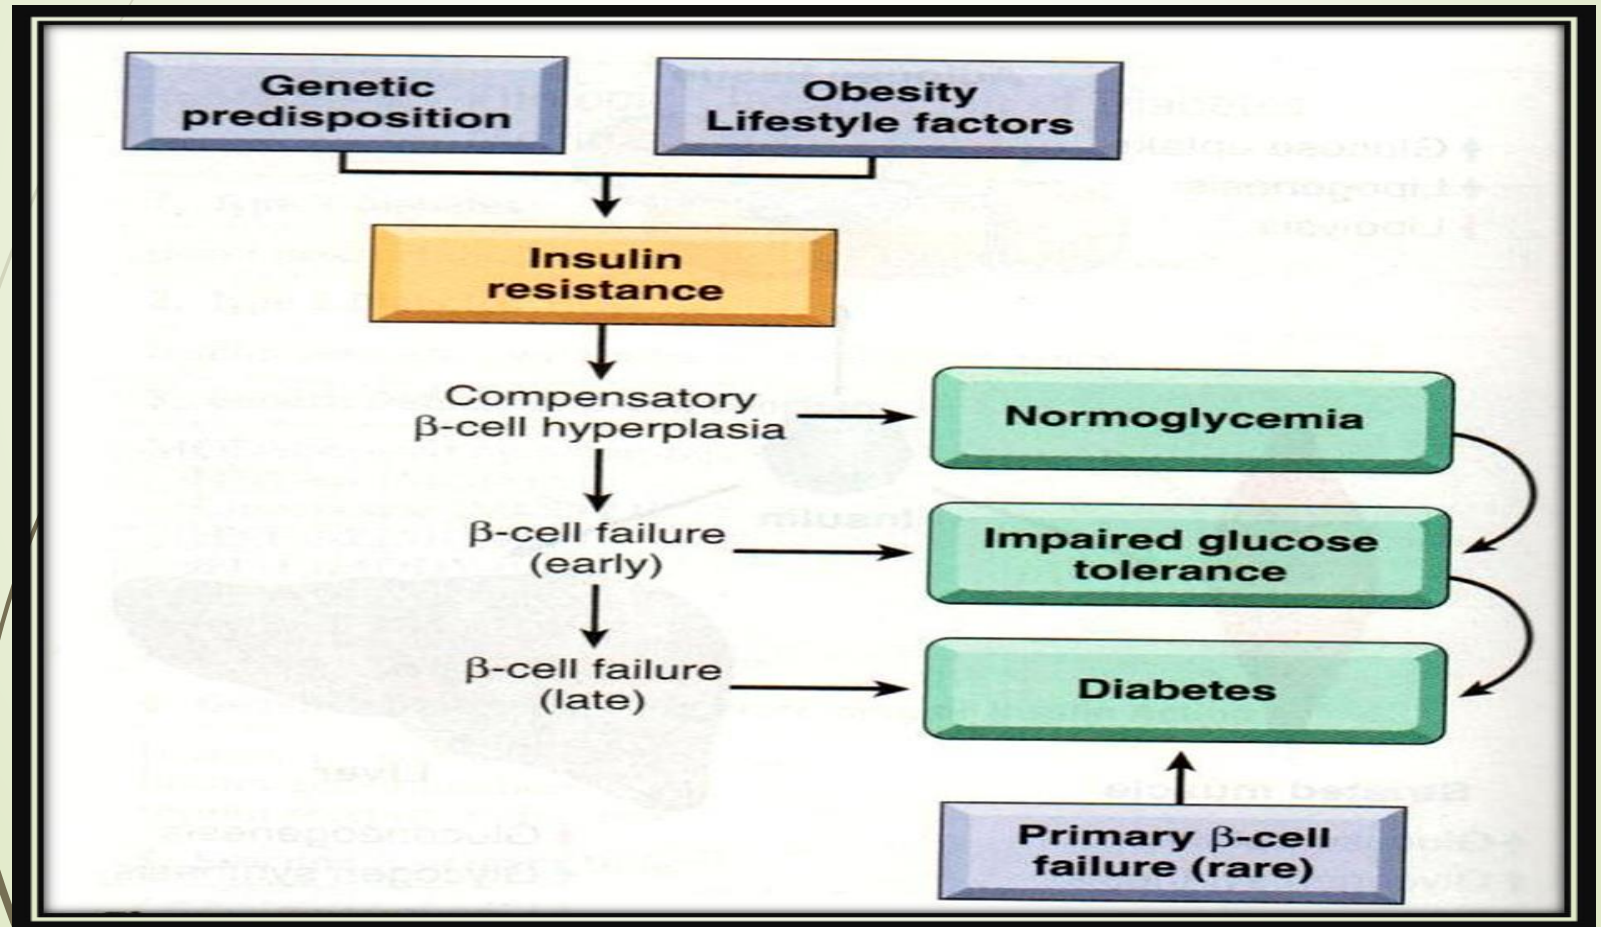 Genetic
predisposition
Obesity
Lifestyle factors
Insulin
resistance
Compensatory
β-cell hyperplasia
Normoglycemia
β-cell failure
(early)
Impaired glucose
tolerance
β-cell failure
(late)
Diabetes
Primary β-cell
failure (rare)